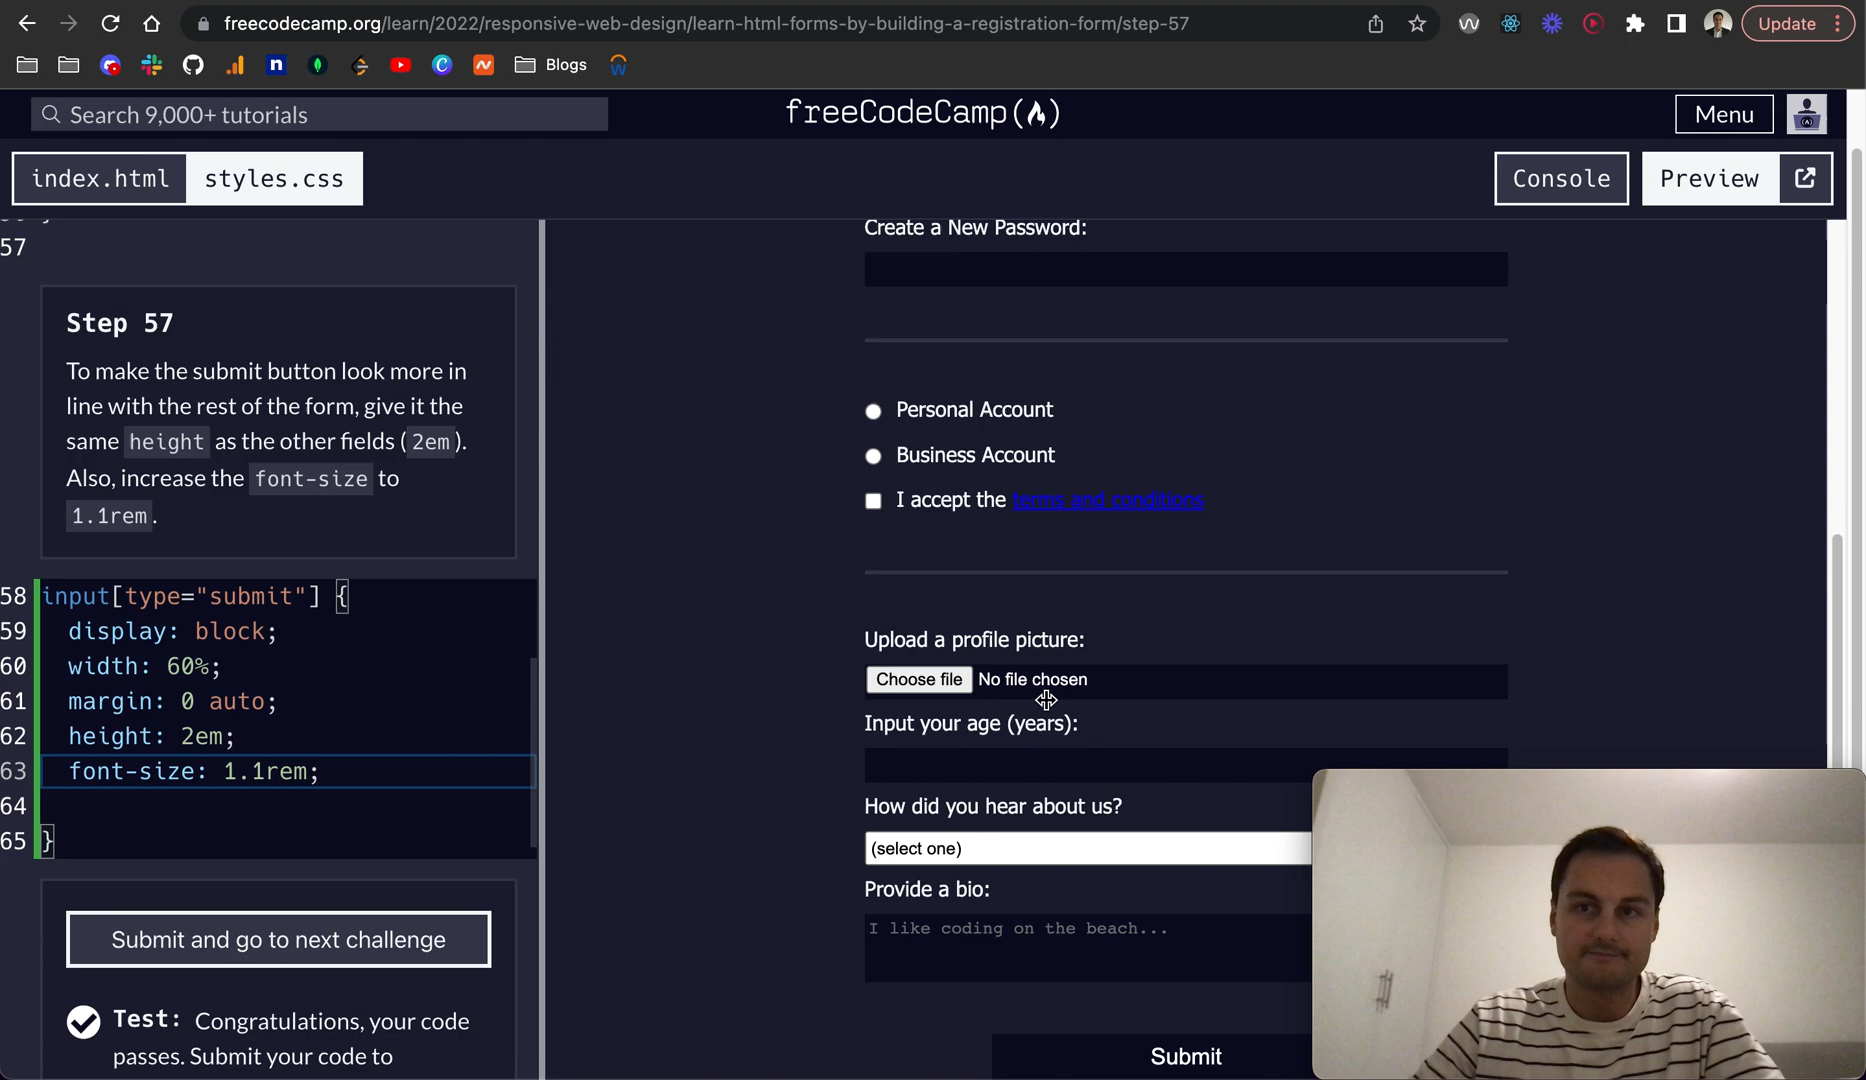 freecodecamp.org/learn/2022/responsive-web-design/learn-html-forms-by-building-a-registration-form/step-57
Update
Blogs
Search 9,000+ tutorials
freeCodeCamp
Menu
index.html
styles.css
Console
Preview
57
Step 57
To make the submit button look more in
line with the rest of the form, give it the
same height as the other fields (2em).
Also, increase the font-size to
1.1rem.
58 input[type="submit"] {
59 display: block;
60 width: 60%;
61 margin: 0 auto;
62 height: 2em;
63 font-size: 1.1rem;
64
65 }
Submit and go to next challenge
Test: Congratulations, your code
passes. Submit your code to
Create a New Password:
Personal Account
Business Account
I accept the terms and conditions
Upload a profile picture:
Choose file No file chosen
Input your age (years):
How did you hear about us?
(select one)
Provide a bio:
I like coding on the beach...
Submit